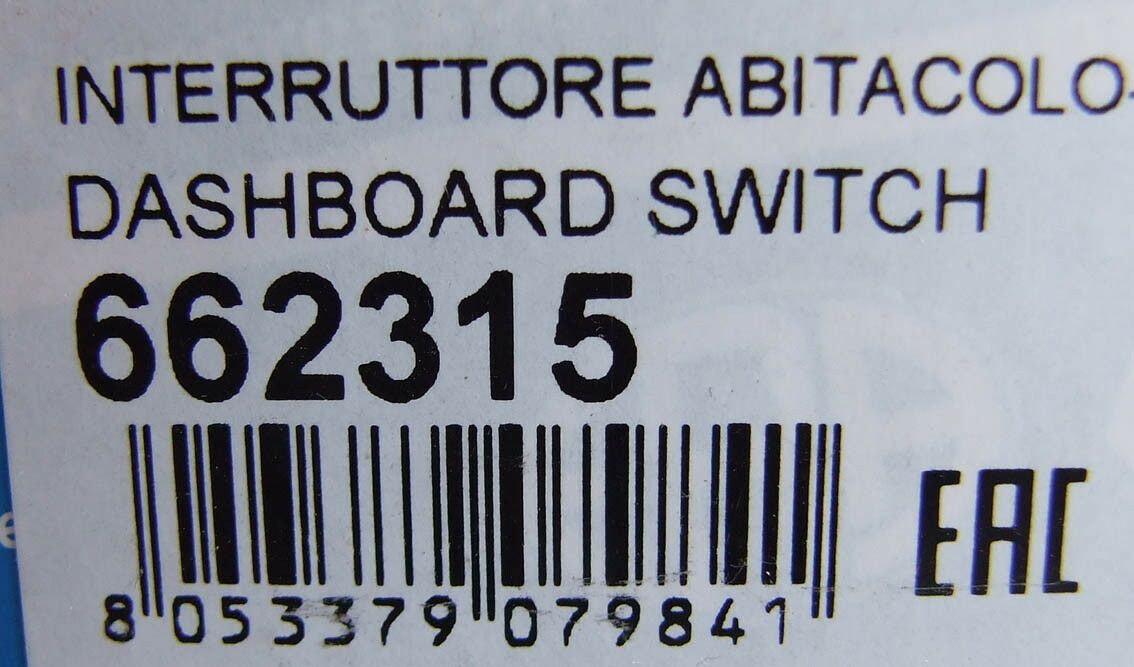 INTERRUTTORE ABITACOLO-
DASHBOARD SWITCH
662315
EAC
8 053379 079841